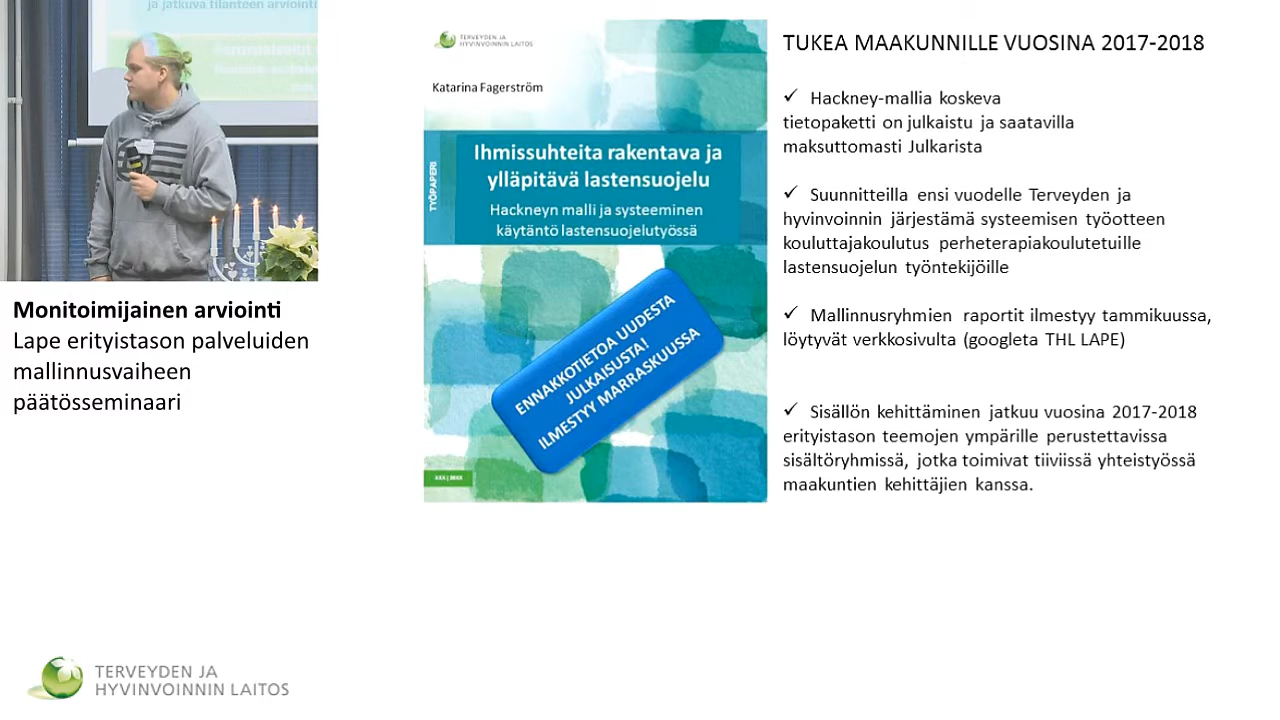 ja jatkuva tilanteen arviointi
Monitoimijainen arviointi
Lape erityistason palveluiden
mallinnusvaiheen
päätösseminaari
TERVEYDEN JA
HYVINVOINNIN LAITOS
Katarina Fagerström
TYÖPAPERI
Ihmissuhteita rakentava ja
ylläpitävä lastensuojelu
Hackneyn malli ja systeeminen
käytäntö lastensuojelutyössä
ENNAKKOTIETOA UUDESTA
JULKAISUSTA!
ILMESTYY MARRASKUUSSA
TUKEA MAAKUNNILLE VUOSINA 2017-2018
✓ Hackney-mallia koskeva
tietopaketti on julkaistu ja saatavilla
maksuttomasti Julkarista
✓ Suunnitteilla ensi vuodelle Terveyden ja
hyvinvoinnin järjestämä systeemisen työotteen
kouluttajakoulutus perheterapiakoulutetuille
lastensuojelun työntekijöille
✓ Mallinnusryhmien raportit ilmestyy tammikuussa,
löytyvät verkkosivulta (googleta THL LAPE)
✓ Sisällön kehittäminen jatkuu vuosina 2017-2018
erityistason teemojen ympärille perustettavissa
sisältöryhmissä, jotka toimivat tiiviissä yhteistyössä
maakuntien kehittäjien kanssa.
TERVEYDEN JA
HYVINVOINNIN LAITOS